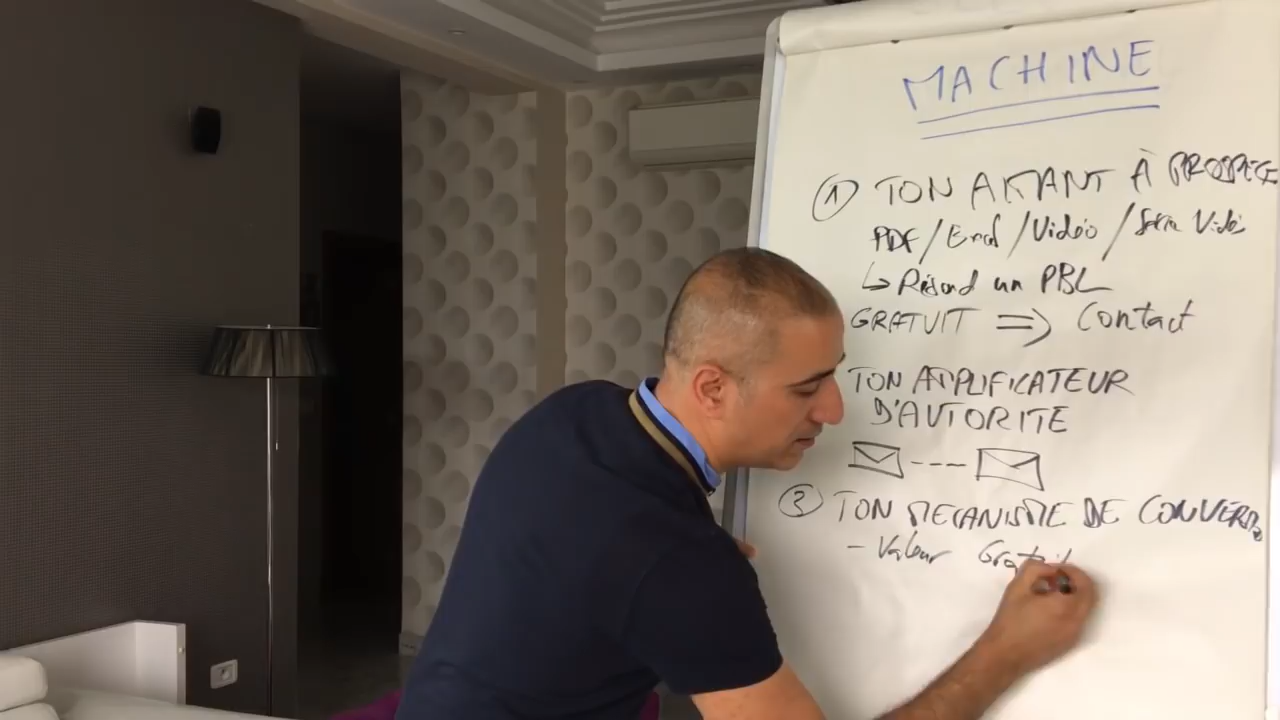 MACHINE
① TON AIMANT À PROSPEC
PDF / Email / Vidéo / Série Vidéo
↳ Résoud un PBL
GRATUIT ⇒ Contact
TON AMPLIFICATEUR
D'AUTORITE
----
③ TON MECANISME DE CONVERS
- Valeur Gratuit